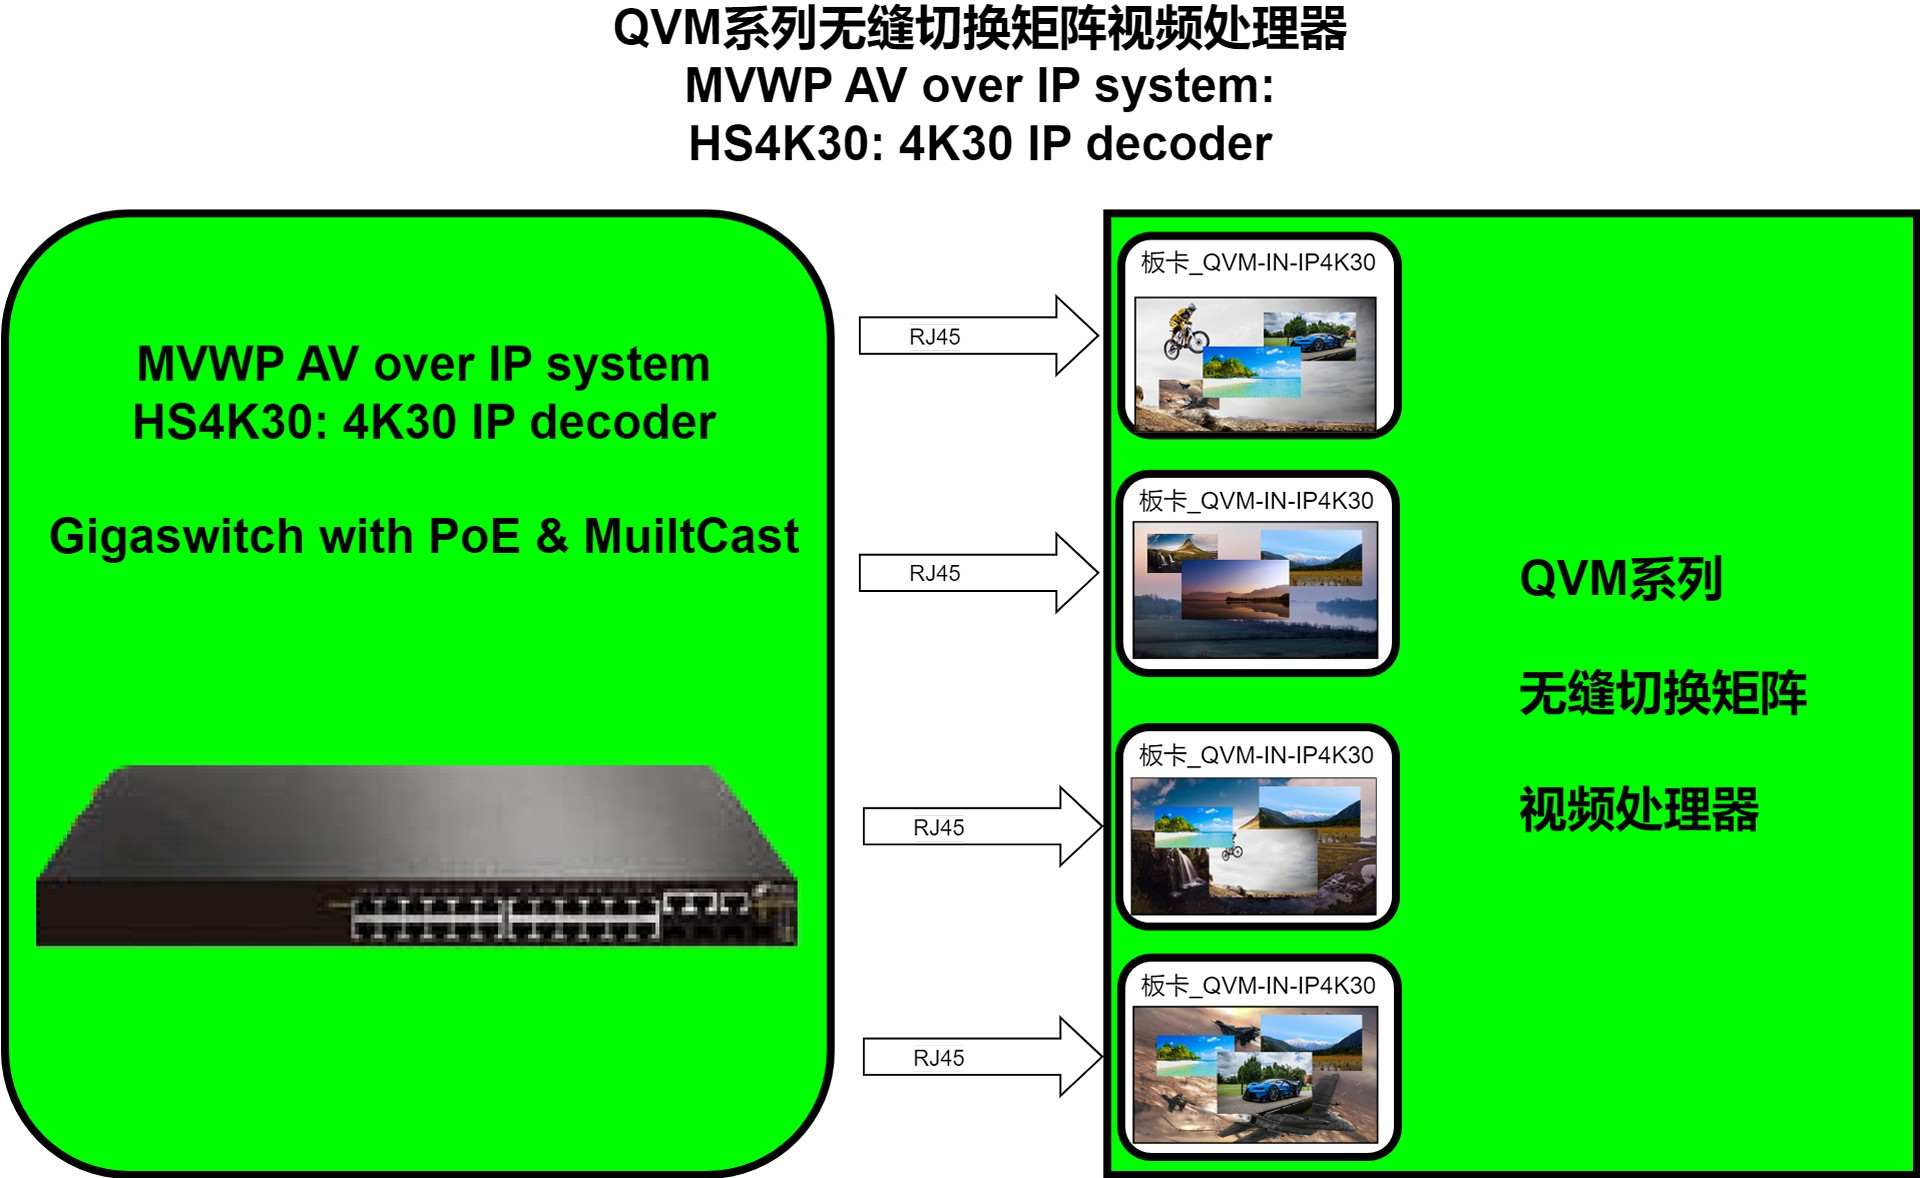 QVM系列无缝切换矩阵视频处理器
MVWP AV over IP system:
HS4K30: 4K30 IP decoder
MVWP AV over IP system
HS4K30: 4K30 IP decoder
Gigaswitch with PoE & MuiltCast
RJ45
RJ45
RJ45
RJ45
板卡_QVM-IN-IP4K30
板卡_QVM-IN-IP4K30
板卡_QVM-IN-IP4K30
板卡_QVM-IN-IP4K30
QVM系列
无缝切换矩阵
视频处理器